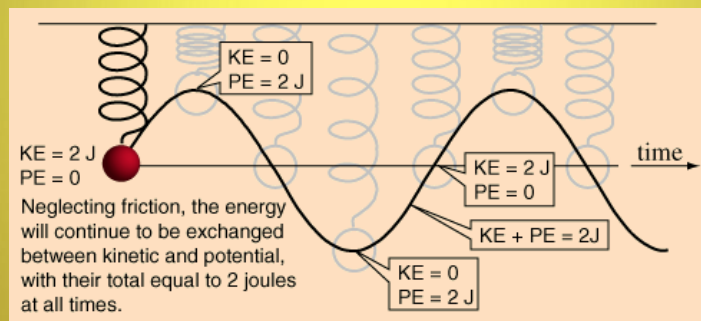 KE = 0
PE = 2 J
KE = 2 J
PE = 0
time
KE = 2 J
PE = 0
Neglecting friction, the energy
will continue to be exchanged
between kinetic and potential,
with their total equal to 2 joules
at all times.
KE + PE = 2J
KE = 0
PE = 2 J